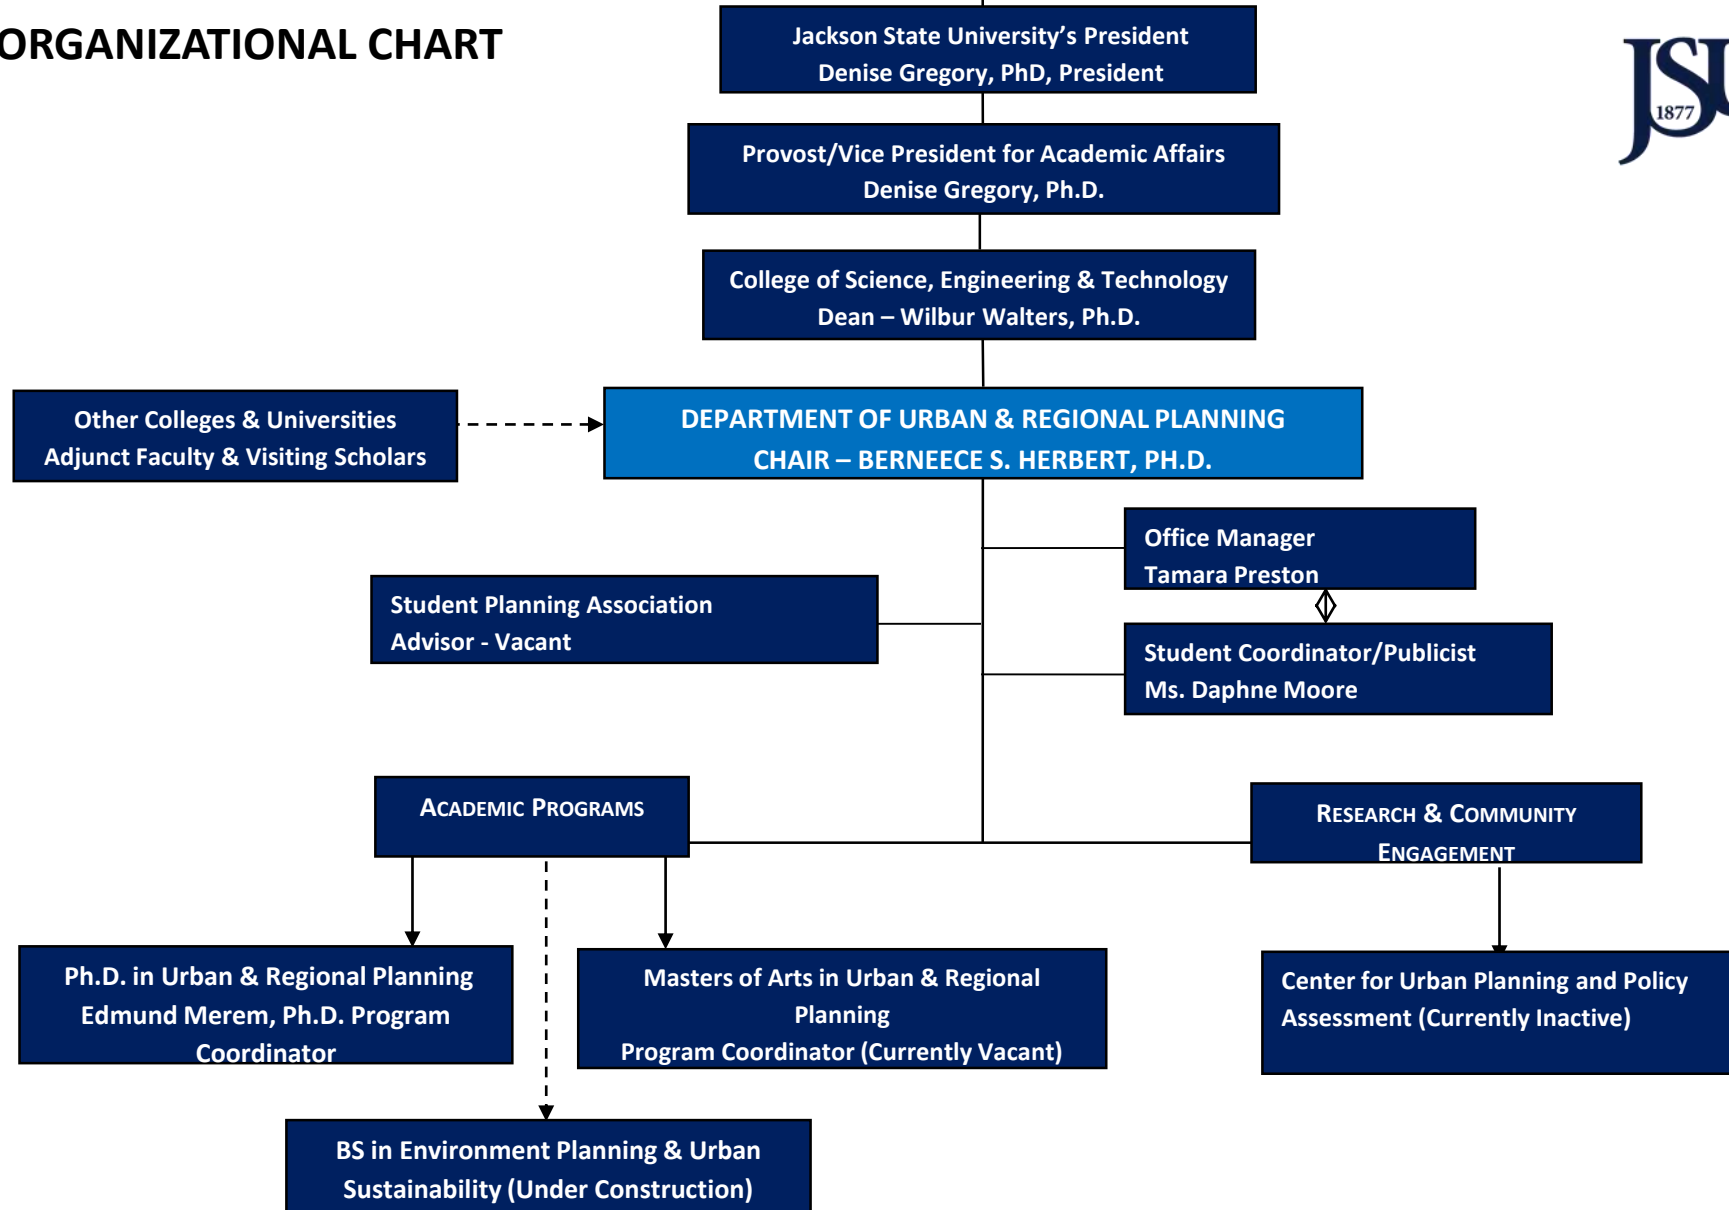 ORGANIZATIONAL CHART
Jackson State University’s President
Denise Gregory, PhD, President
JSU
1877
Provost/Vice President for Academic Affairs
Denise Gregory, Ph.D.
College of Science, Engineering & Technology
Dean – Wilbur Walters, Ph.D.
Other Colleges & Universities
Adjunct Faculty & Visiting Scholars
DEPARTMENT OF URBAN & REGIONAL PLANNING
CHAIR – BERNEECE S. HERBERT, PH.D.
Office Manager
Tamara Preston
Student Planning Association
Advisor - Vacant
Student Coordinator/Publicist
Ms. Daphne Moore
ACADEMIC PROGRAMS
RESEARCH & COMMUNITY
ENGAGEMENT
Ph.D. in Urban & Regional Planning
Edmund Merem, Ph.D. Program
Coordinator
Masters of Arts in Urban & Regional
Planning
Program Coordinator (Currently Vacant)
Center for Urban Planning and Policy
Assessment (Currently Inactive)
BS in Environment Planning & Urban
Sustainability (Under Construction)